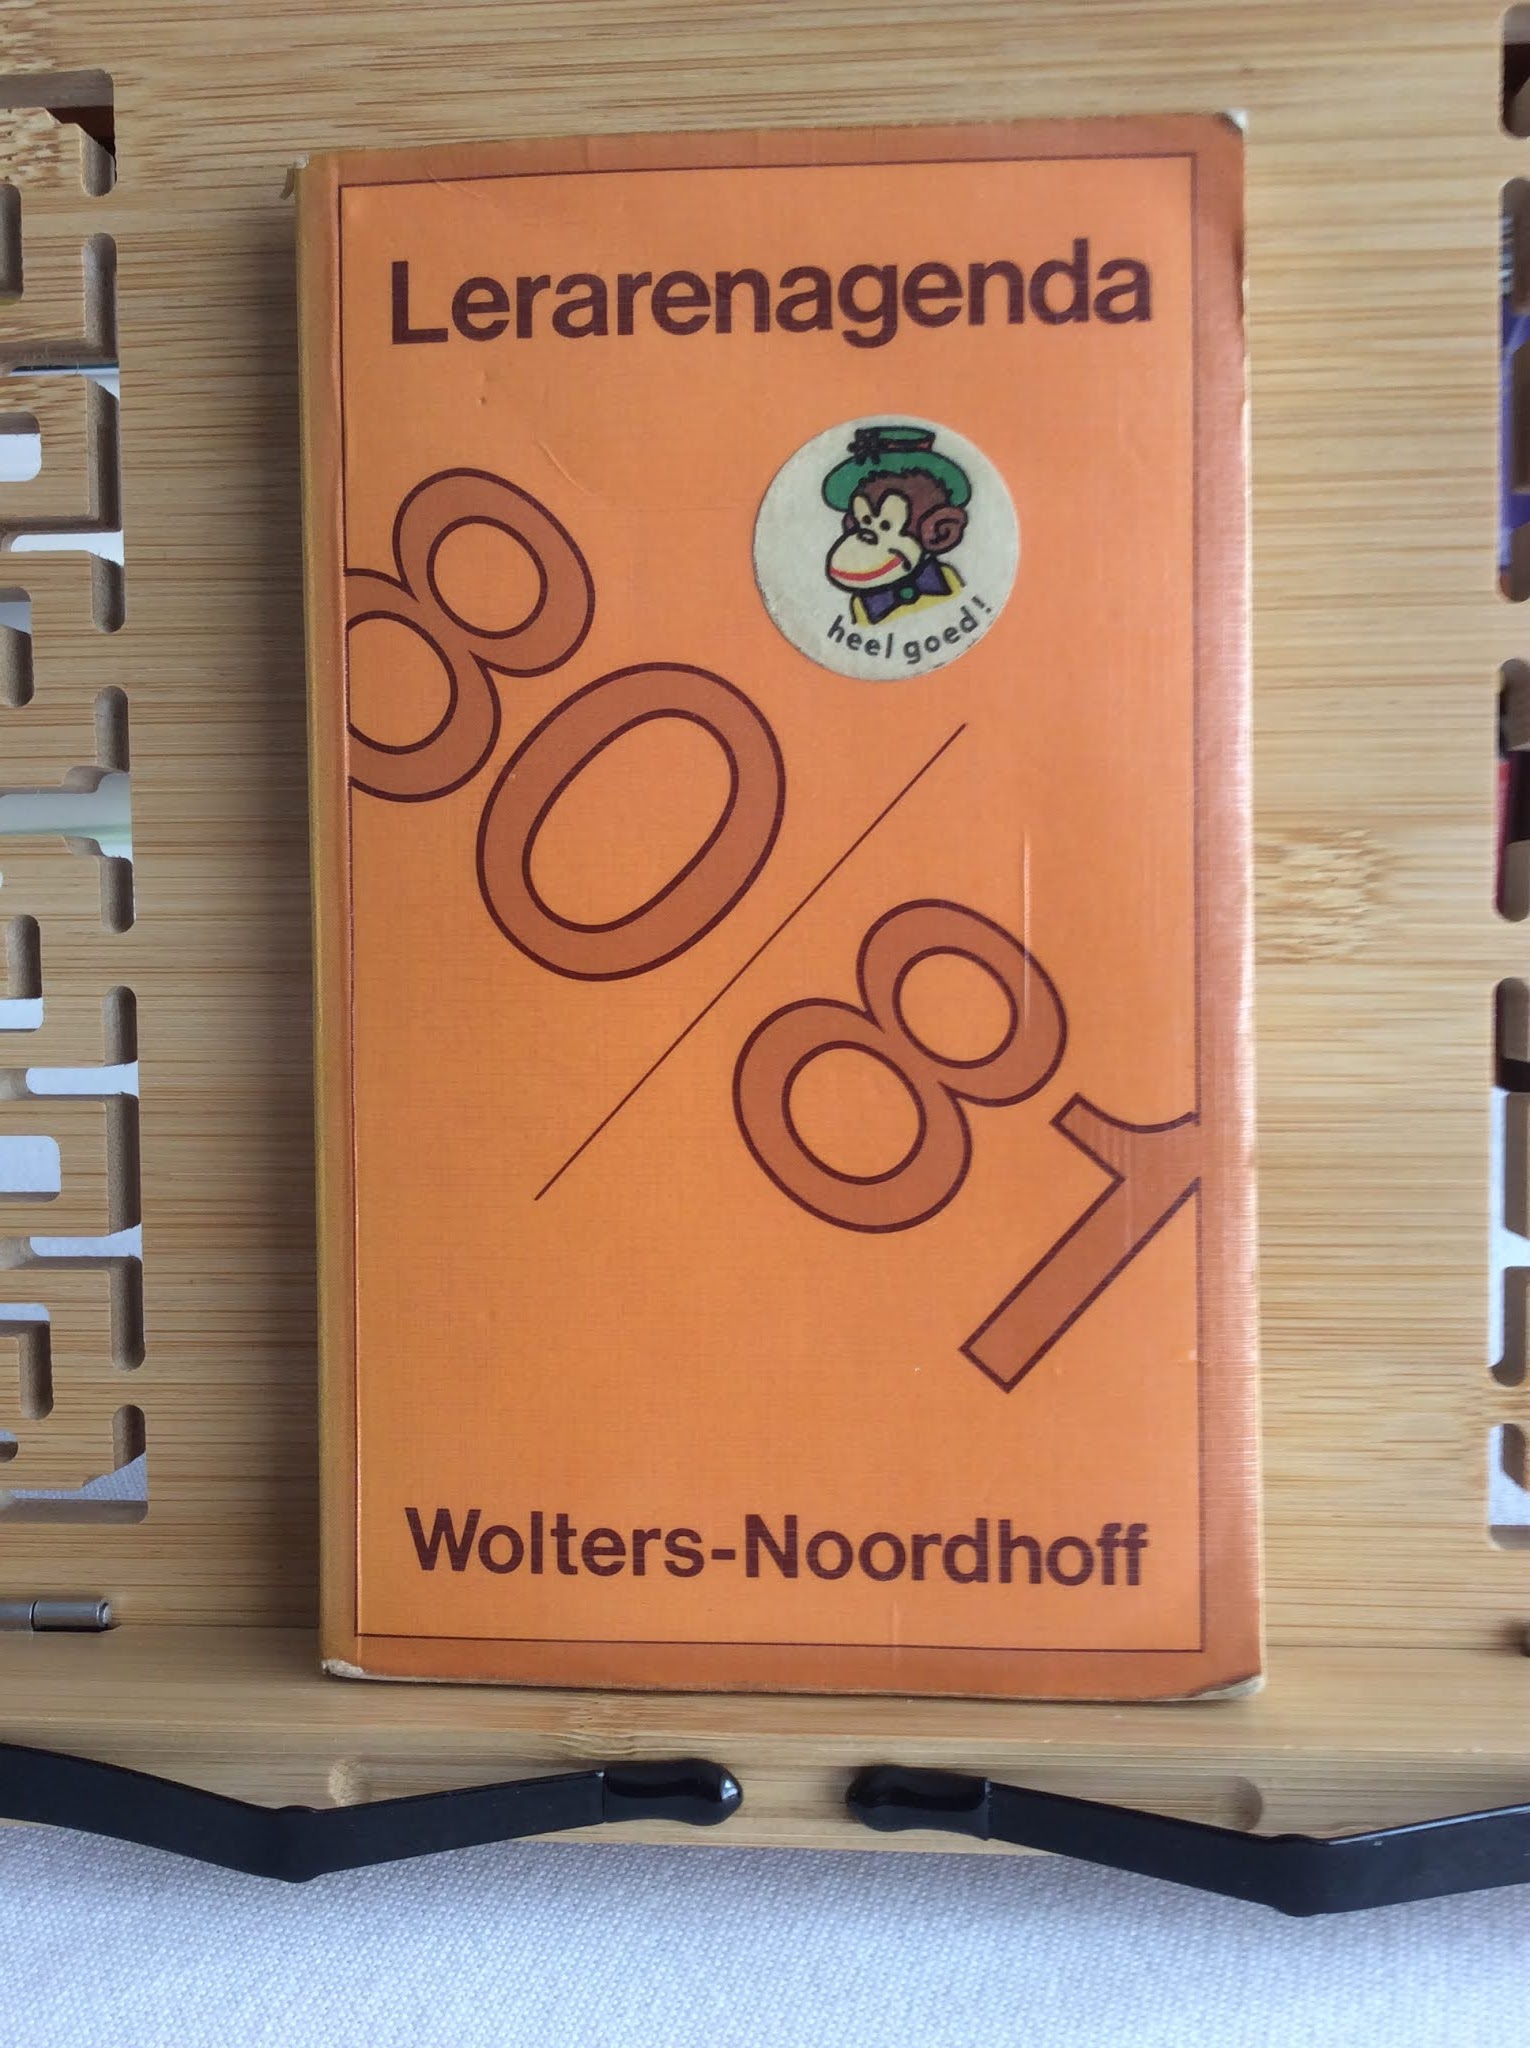 Lerarenagenda
heel goed!
80/81
Wolters-Noordhoff